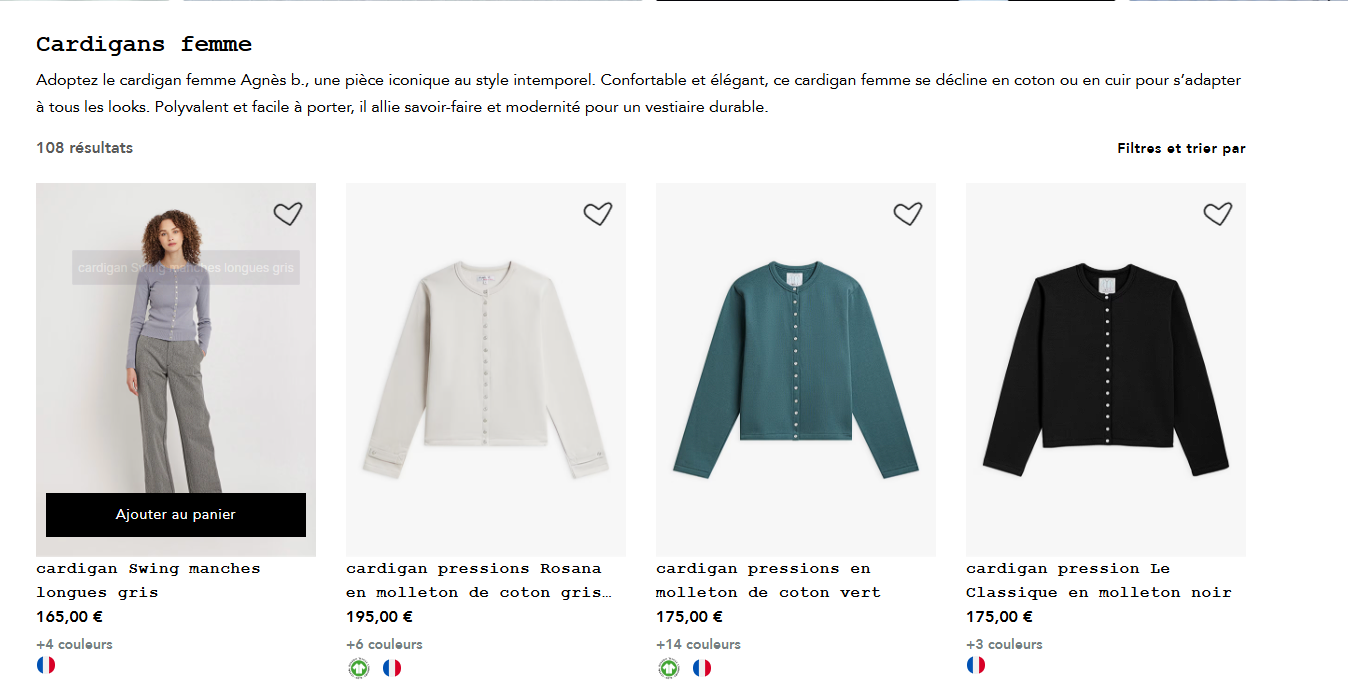 Cardigans femme
Adoptez le cardigan femme Agnès b., une pièce iconique au style intemporel. Confortable et élégant, ce cardigan femme se décline en coton ou en cuir pour s’adapter
à tous les looks. Polyvalent et facile à porter, il allie savoir-faire et modernité pour un vestiaire durable.
108 résultats
Filtres et trier par
cardigan Swing manches longues gris
Ajouter au panier
cardigan Swing manches
longues gris
165,00 €
+4 couleurs
cardigan pressions Rosana
en molleton de coton gris…
195,00 €
+6 couleurs
cardigan pressions en
molleton de coton vert
175,00 €
+14 couleurs
cardigan pression Le
Classique en molleton noir
175,00 €
+3 couleurs